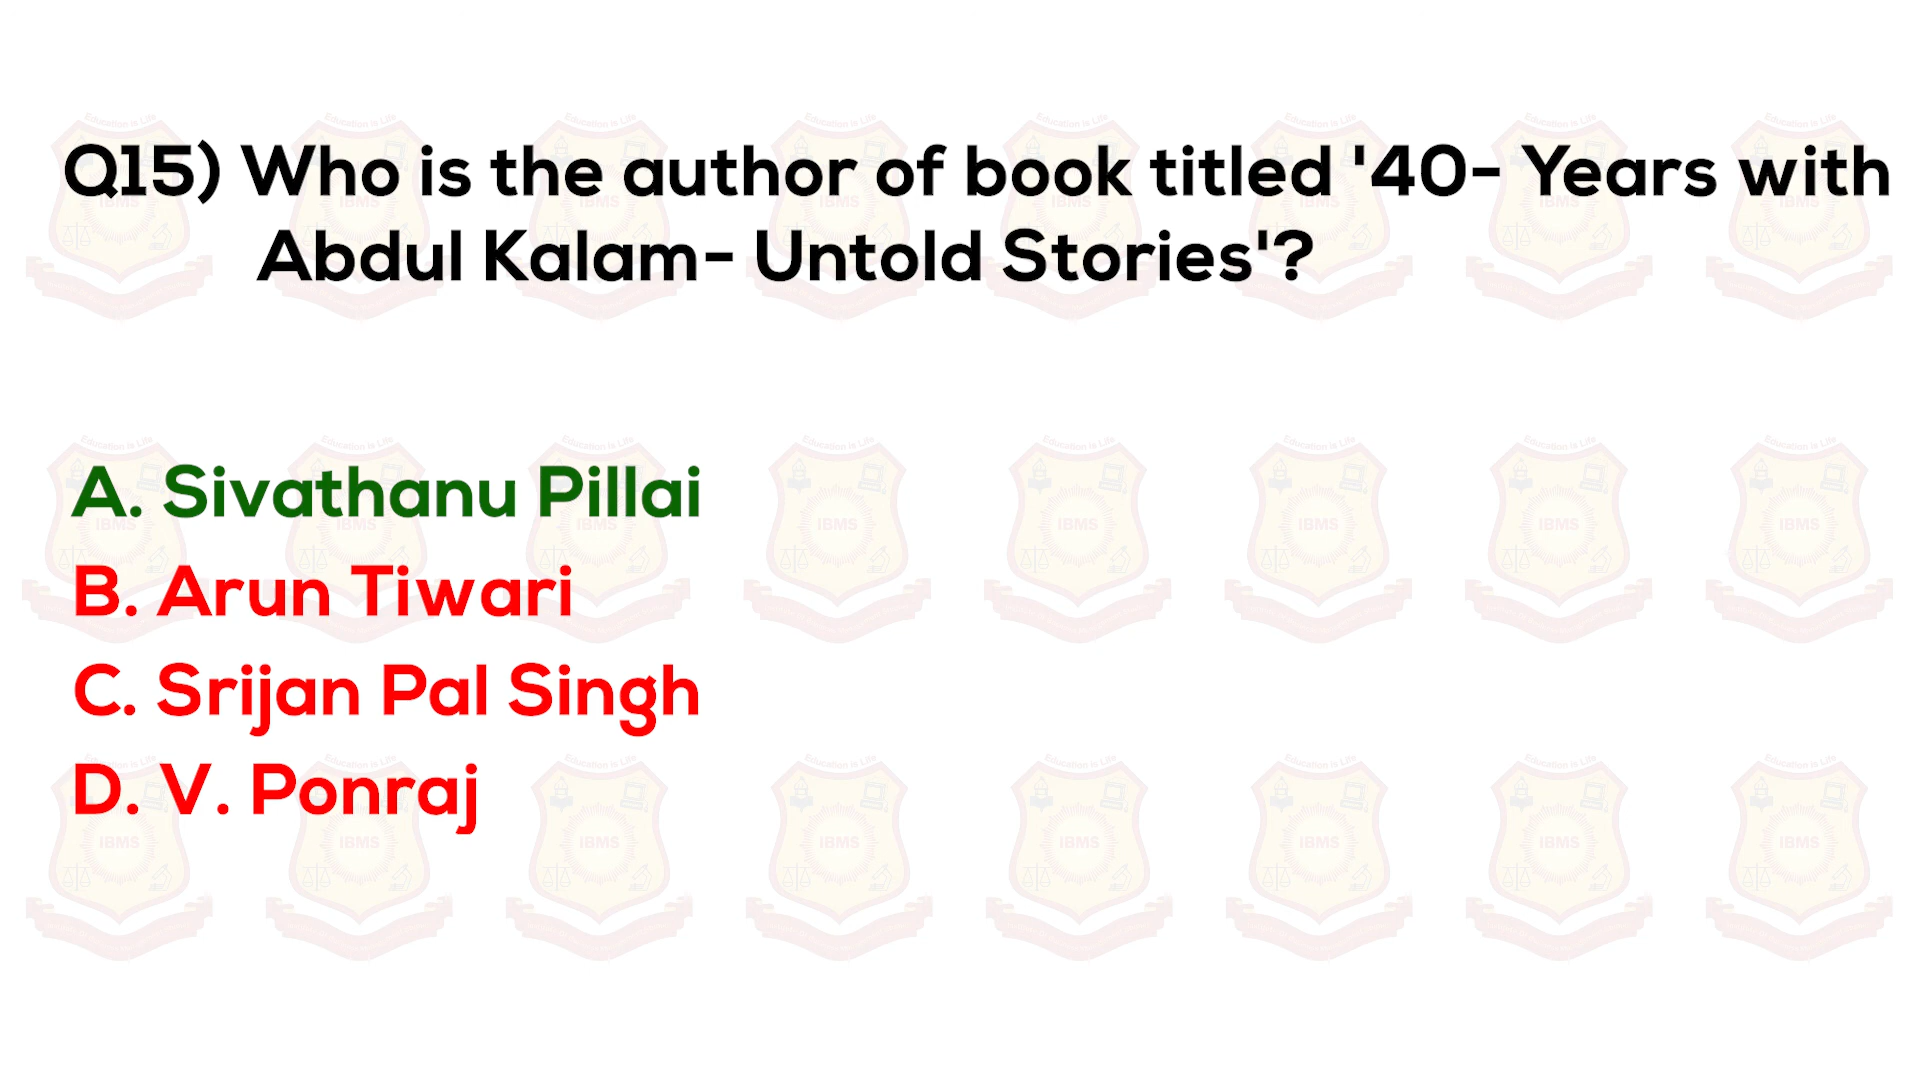 Q15) Who is the author of book titled '40- Years with
Abdul Kalam- Untold Stories'?
A. Sivathanu Pillai
B. Arun Tiwari
C. Srijan Pal Singh
D. V. Ponraj